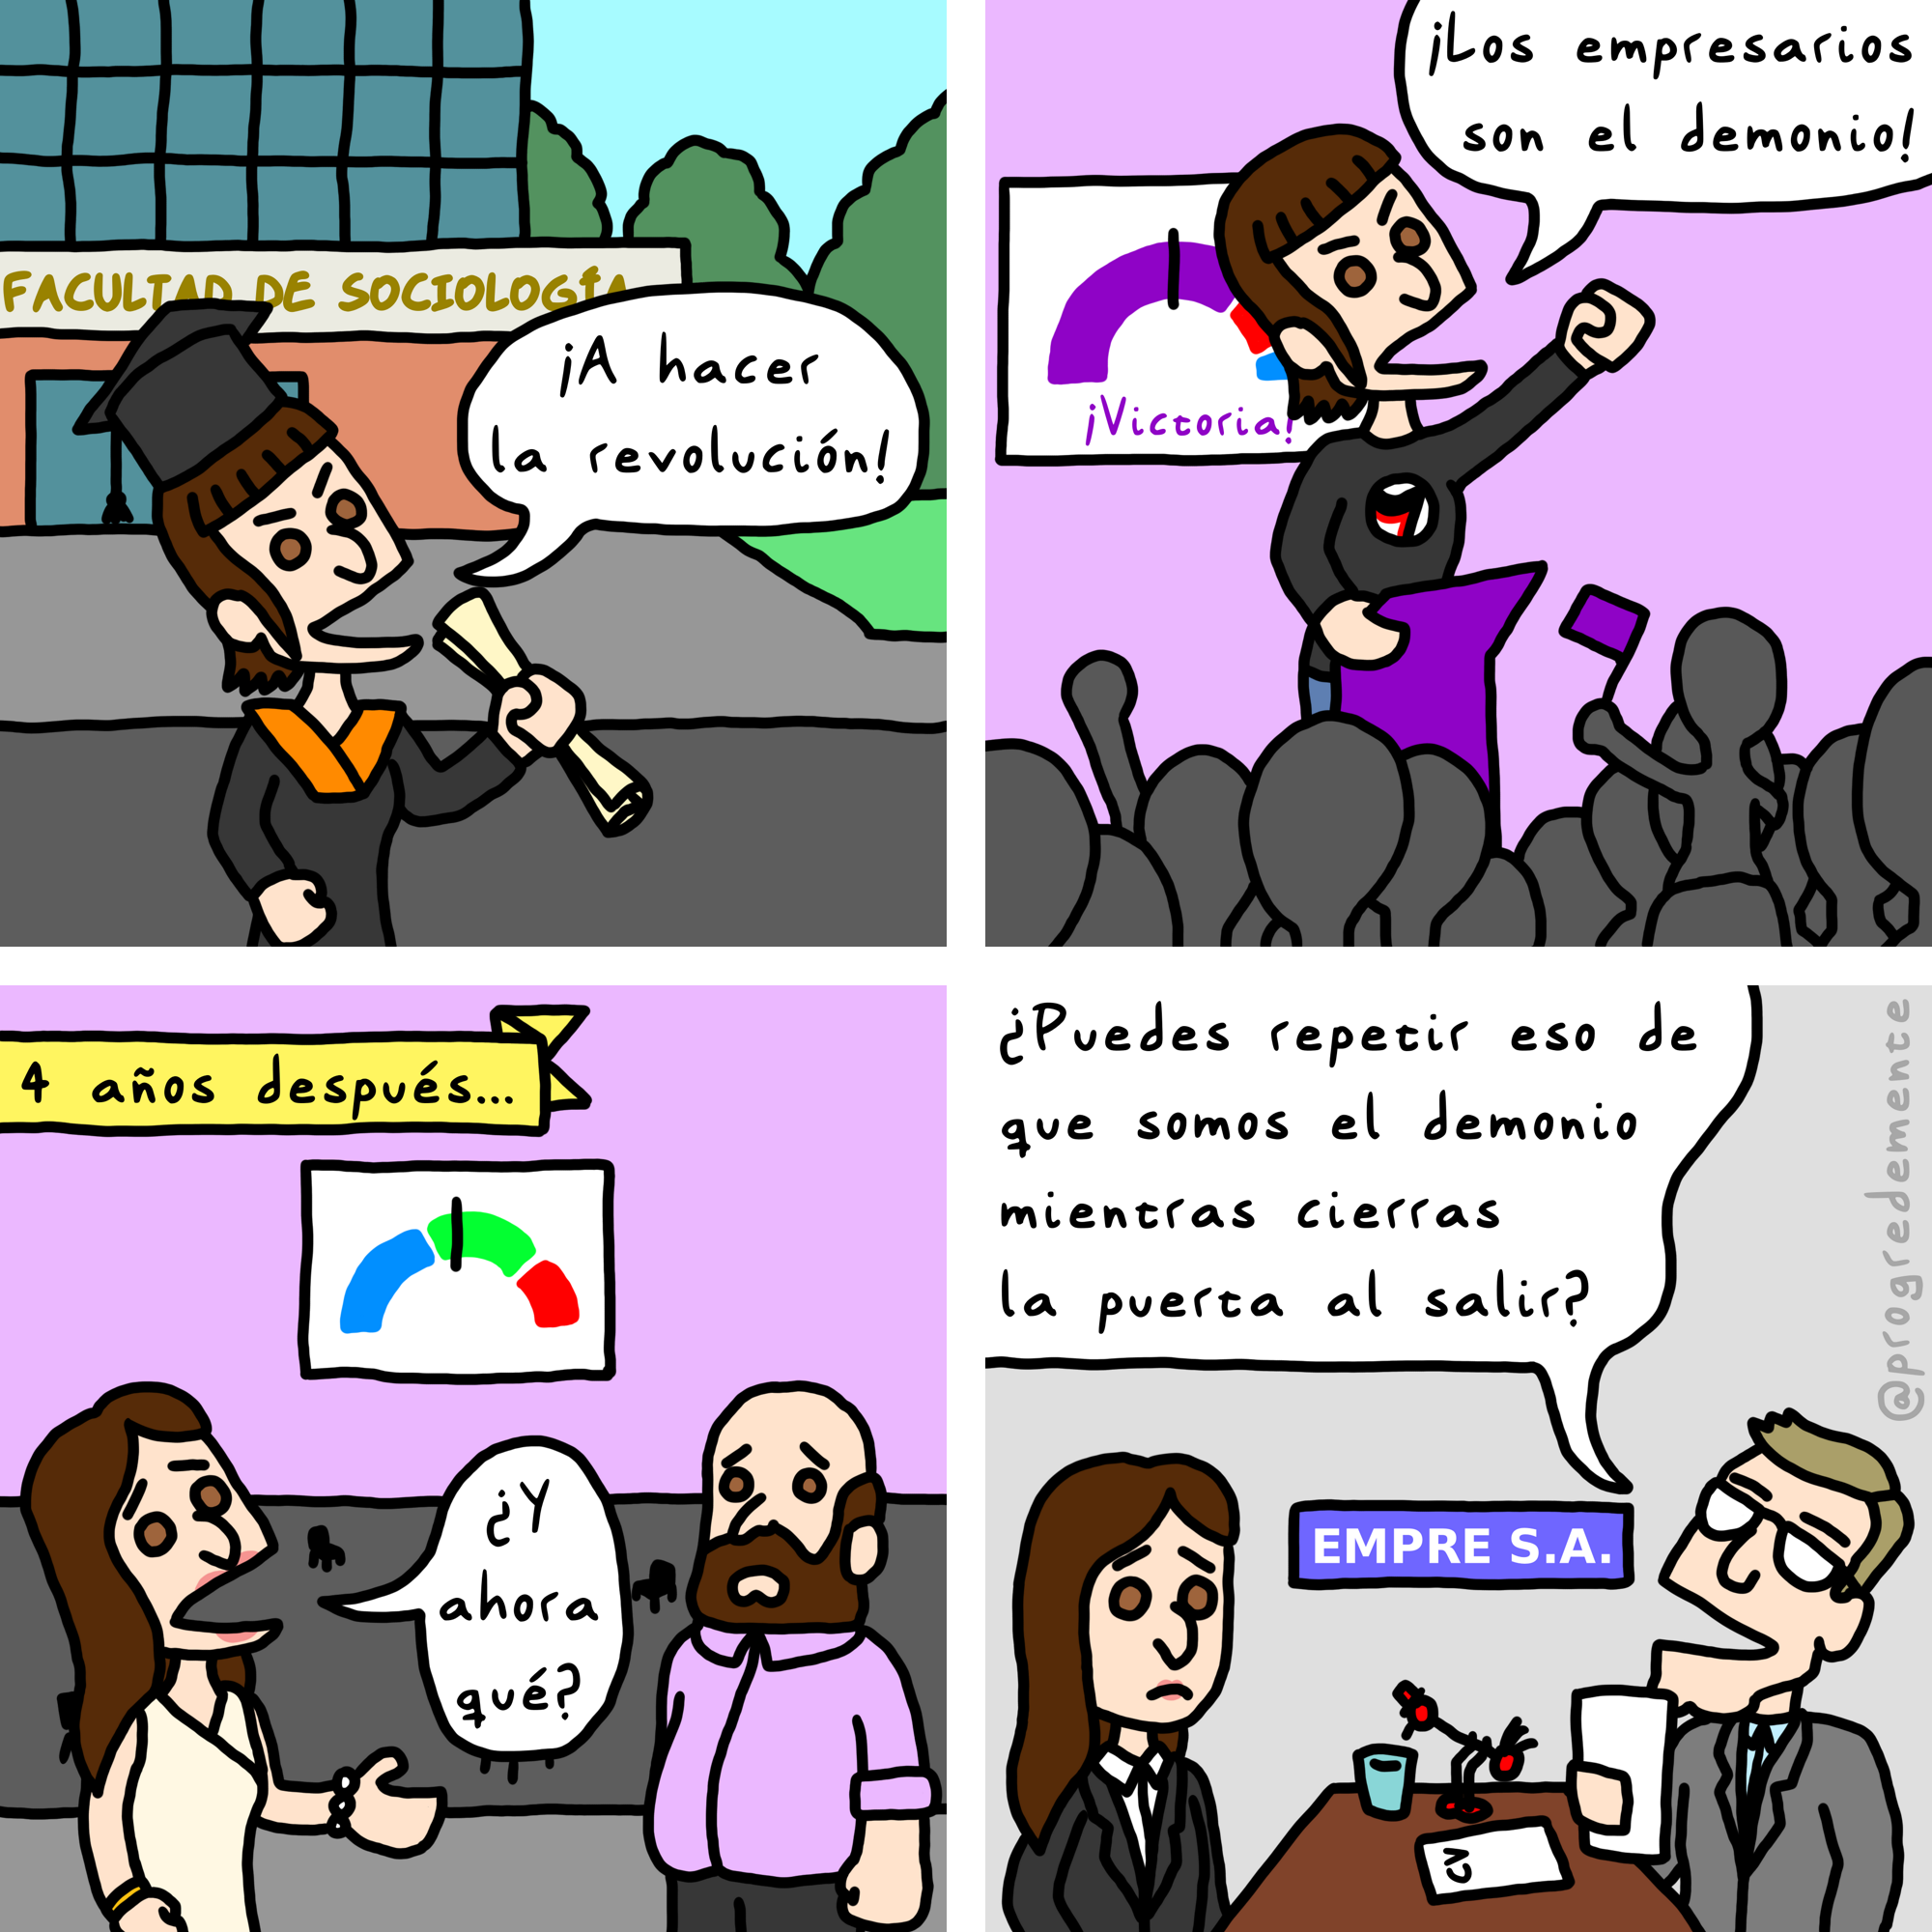 FACULTAD DE SOCIOLOGÍA
¡A hacer
la revolución!
¡Los empresarios
son el demonio!
¡Victoria!
4 años después...
¿Y
ahora
qué?
¿Puedes repetir eso de
que somos el demonio
mientras cierras
la puerta al salir?
EMPRE S.A.
@progredemente